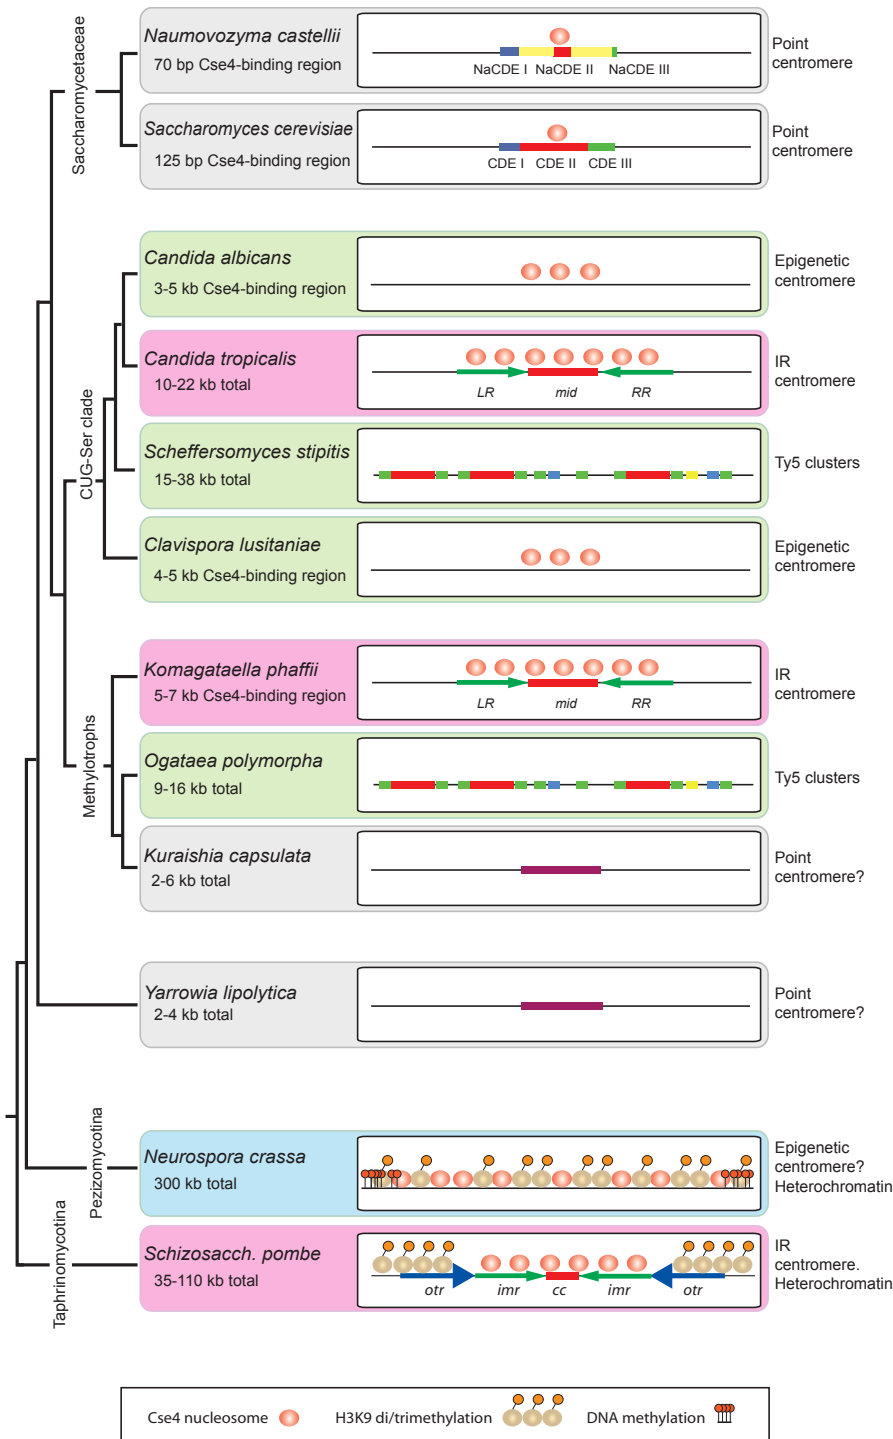 Saccharomycetaceae
Naumovozyma castellii
70 bp Cse4-binding region
NaCDE I NaCDE II NaCDE III
Point
centromere
Saccharomyces cerevisiae
125 bp Cse4-binding region
CDE I CDE II CDE III
Point
centromere
CUG-Ser clade
Candida albicans
3-5 kb Cse4-binding region
Epigenetic
centromere
Candida tropicalis
10-22 kb total
LR mid RR
IR
centromere
Scheffersomyces stipitis
15-38 kb total
Ty5 clusters
Clavispora lusitaniae
4-5 kb Cse4-binding region
Epigenetic
centromere
Methylotrophs
Komagataella phaffii
5-7 kb Cse4-binding region
LR mid RR
IR
centromere
Ogataea polymorpha
9-16 kb total
Ty5 clusters
Kuraishia capsulata
2-6 kb total
Point
centromere?
Yarrowia lipolytica
2-4 kb total
Point
centromere?
Pezizomycotina
Neurospora crassa
300 kb total
Epigenetic
centromere?
Heterochromatin
Taphrinomycotina
Schizosacch. pombe
35-110 kb total
otr imr cc imr otr
IR
centromere.
Heterochromatin
Cse4 nucleosome H3K9 di/trimethylation DNA methylation